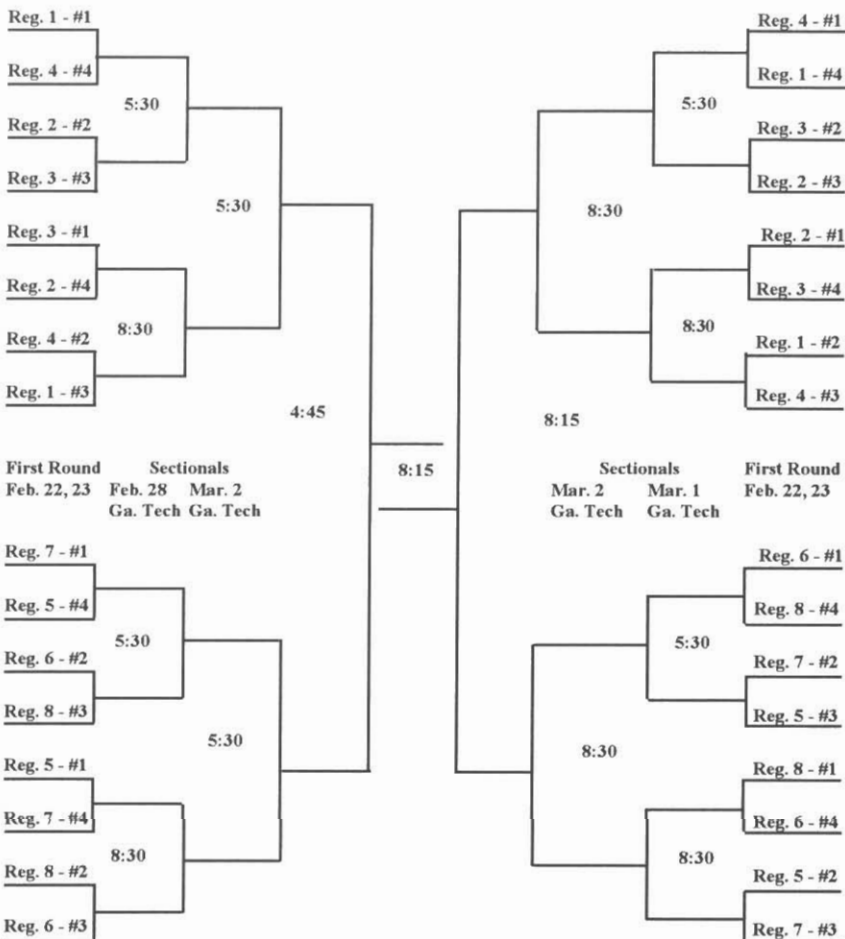 Reg. 1 - #1
Reg. 4 - #4
5:30
Reg. 2 - #2
Reg. 3 - #3
5:30
Reg. 3 - #1
Reg. 2 - #4
8:30
Reg. 4 - #2
Reg. 1 - #3
4:45
Reg. 4 - #1
Reg. 1 - #4
5:30
Reg. 3 - #2
Reg. 2 - #3
8:30
Reg. 2 - #1
Reg. 3 - #4
8:30
Reg. 1 - #2
Reg. 4 - #3
8:15
First Round
Feb. 22, 23
Sectionals
Feb. 28 Mar. 2
Ga. Tech Ga. Tech
8:15
Sectionals
Mar. 2 Mar. 1
Ga. Tech Ga. Tech
First Round
Feb. 22, 23
Reg. 7 - #1
Reg. 5 - #4
5:30
Reg. 6 - #2
Reg. 8 - #3
5:30
Reg. 5 - #1
Reg. 7 - #4
8:30
Reg. 8 - #2
Reg. 6 - #3
Reg. 6 - #1
Reg. 8 - #4
5:30
Reg. 7 - #2
Reg. 5 - #3
8:30
Reg. 8 - #1
Reg. 6 - #4
8:30
Reg. 5 - #2
Reg. 7 - #3